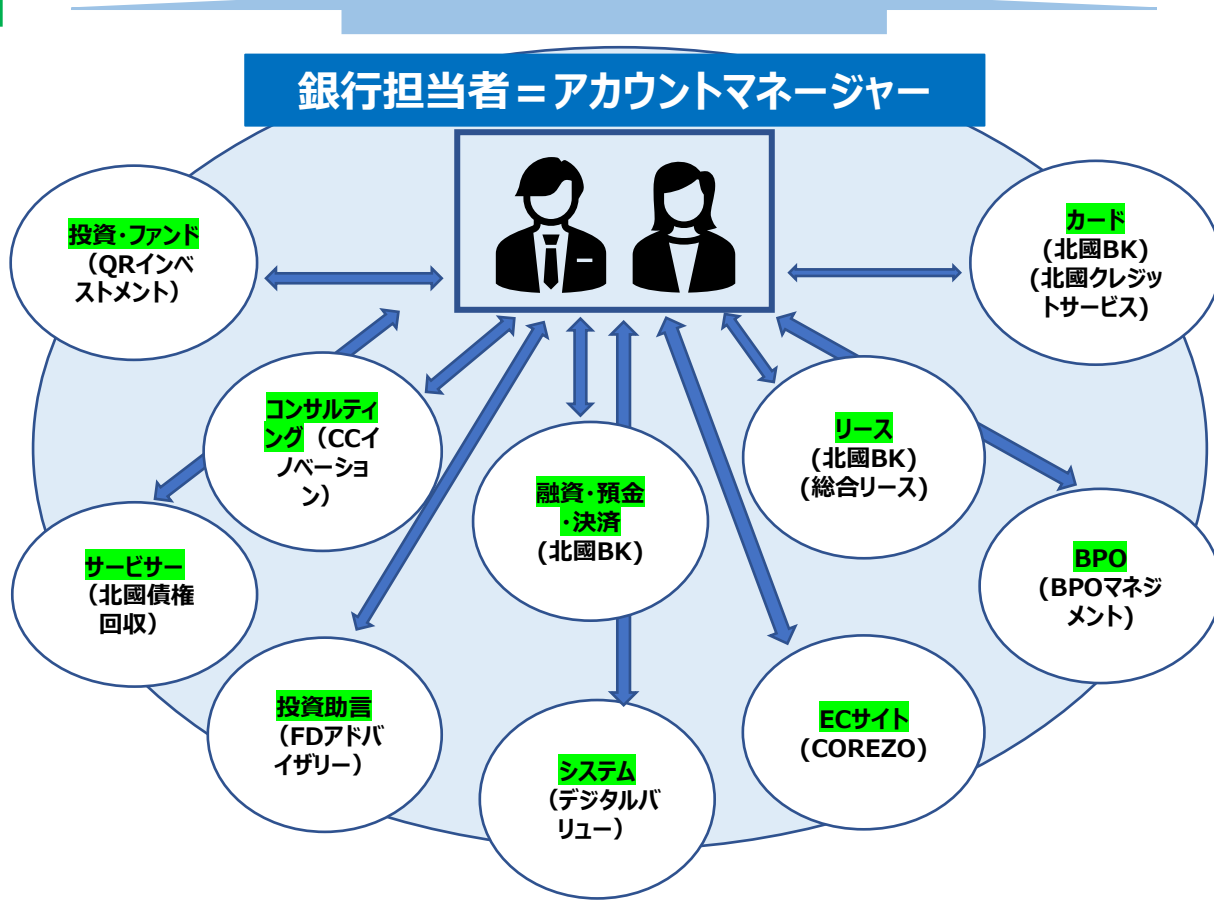 銀行担当者＝アカウントマネージャー
投資・ファンド
（QRインベ
ストメント）
カード
(北國BK)
(北國クレジッ
トサービス)
コンサルティ
ング（CCイ
ノベーショ
ン）
リース
(北國BK)
(総合リース)
融資・預金
・決済
(北國BK)
サービサー
（北國債権
回収）
BPO
(BPOマネジ
メント)
投資助言
（FDアドバ
イザリー）
システム
（デジタルバ
リュー）
ECサイト
(COREZO)